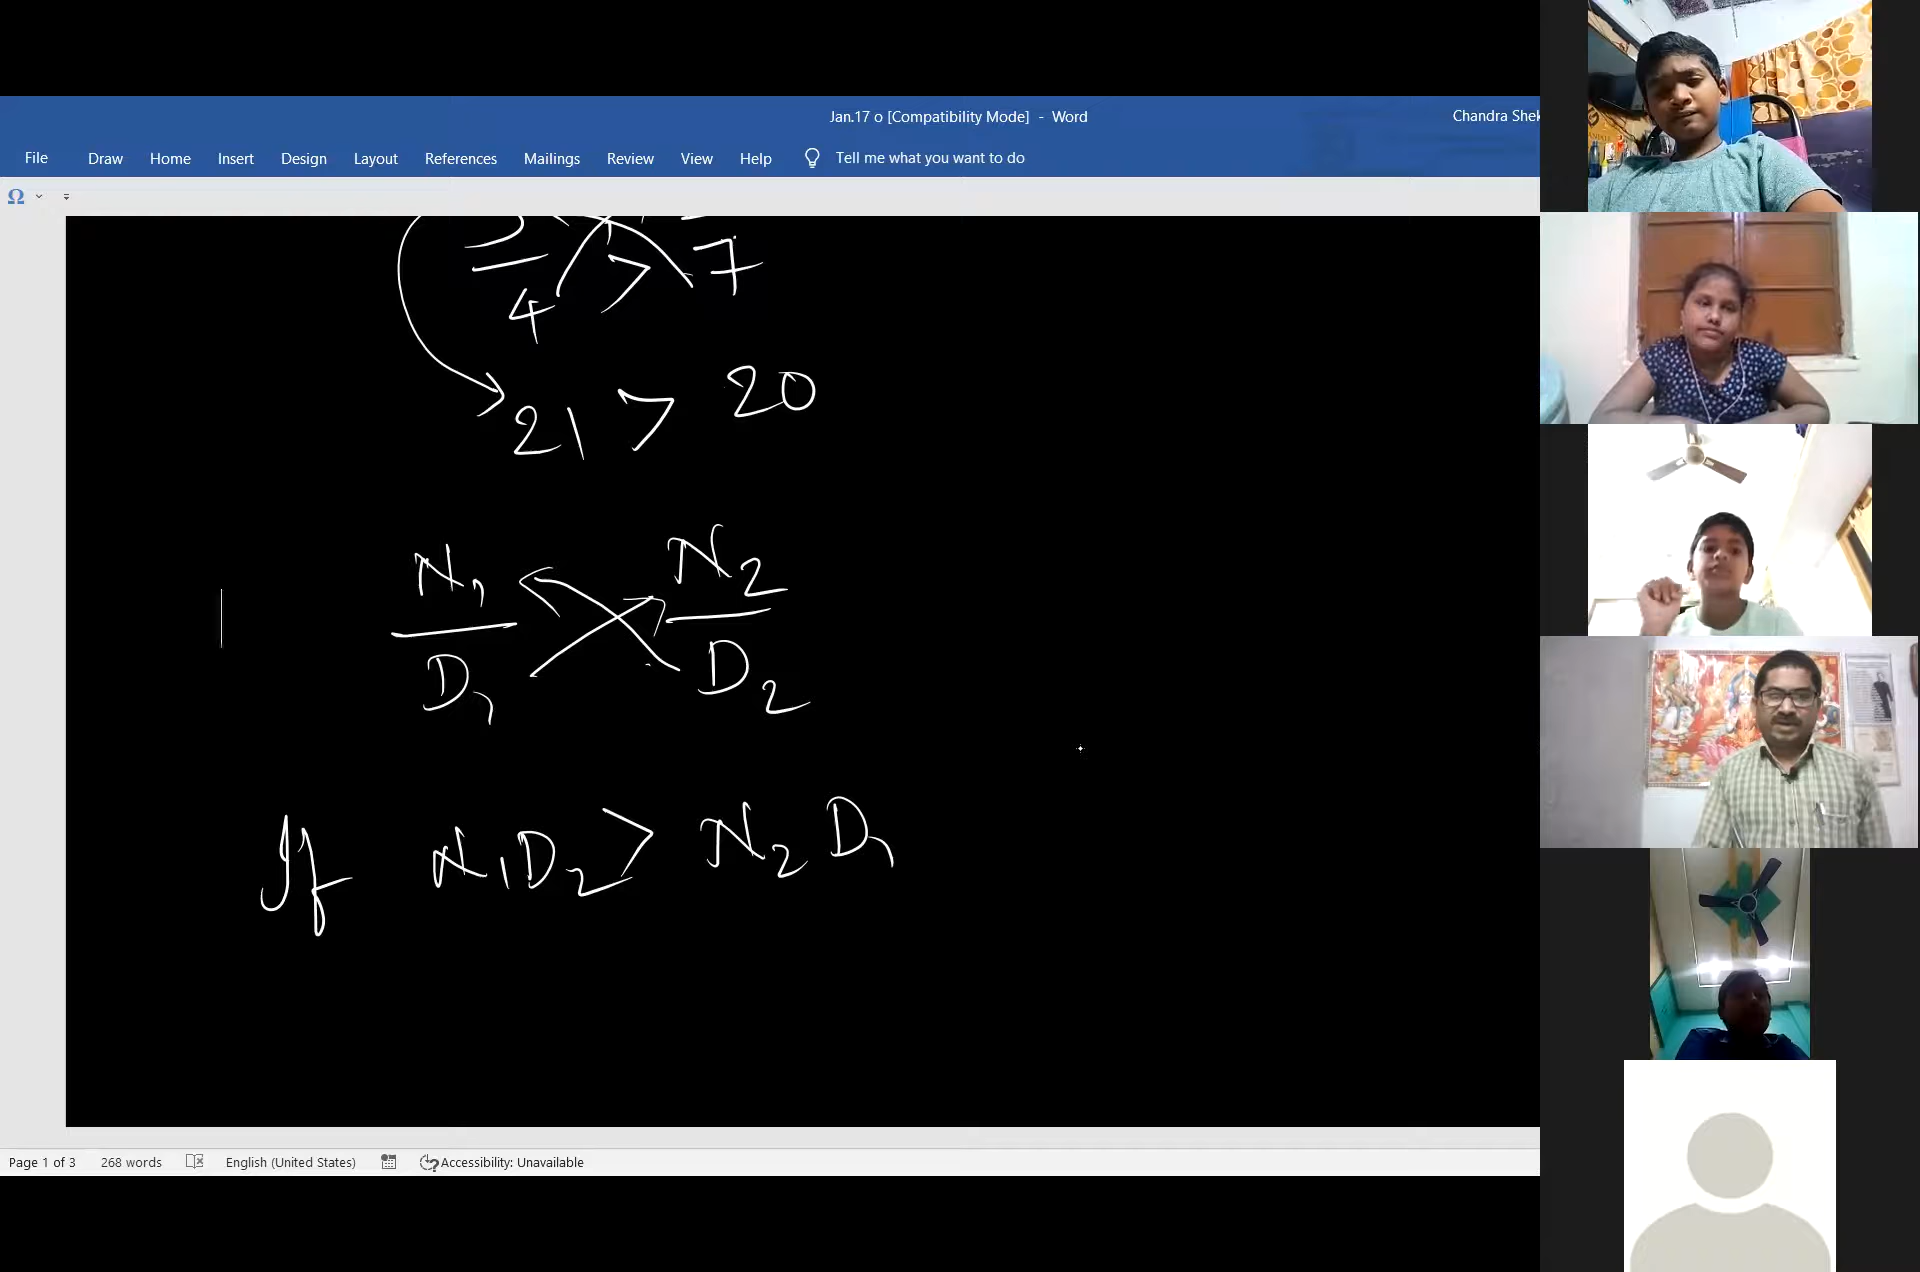 Jan.17 o [Compatibility Mode] - Word
Chandra Shek
File Draw Home Insert Design Layout References Mailings Review View Help Tell me what you want to do
Ω
3/4 > /7
21 > 20
N1/D1 N2/D2
If N1D2 > N2D1
Page 1 of 3 268 words English (United States) Accessibility: Unavailable